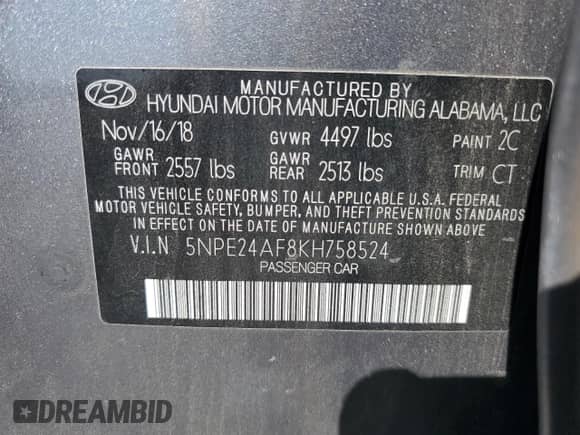 MANUFACTURED BY
HYUNDAI MOTOR MANUFACTURING ALABAMA, LLC
Nov/16/18 GVWR 4497 lbs PAINT 2C
GAWR FRONT 2557 lbs GAWR REAR 2513 lbs TRIM CT
THIS VEHICLE CONFORMS TO ALL APPLICABLE U.S.A. FEDERAL
MOTOR VEHICLE SAFETY, BUMPER, AND THEFT PREVENTION STANDARDS
IN EFFECT ON THE DATE OF MANUFACTURE SHOWN ABOVE.
V.I.N 5NPE24AF8KH758524
PASSENGER CAR
DREAMBID